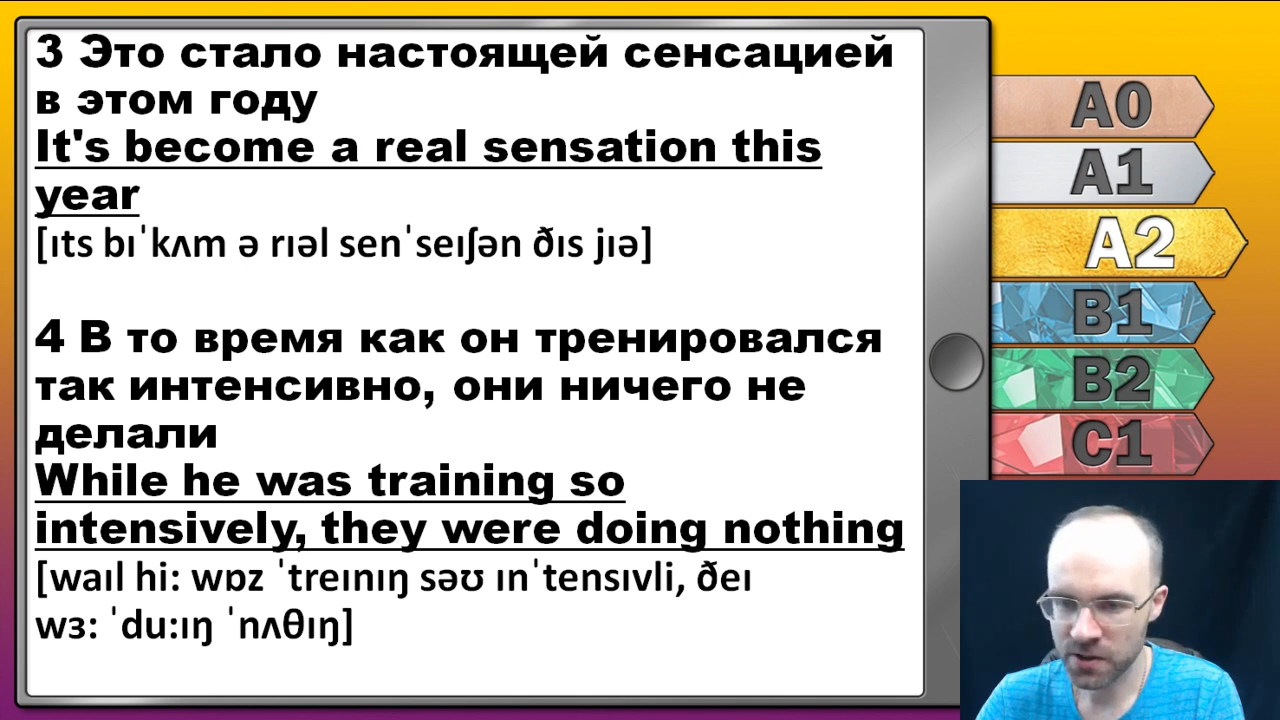 3 Это стало настоящей сенсацией
в этом году
It's become a real sensation this
year
[ɪts bɪˈkʌm ə rɪəl senˈseɪʃən ðɪs jɪə]
4 В то время как он тренировался
так интенсивно, они ничего не
делали
While he was training so
intensively, they were doing nothing
[waɪl hi: wɒz ˈtreɪnɪŋ səʊ ɪnˈtensɪvli, ðeɪ
wɜ: ˈdu:ɪŋ ˈnʌθɪŋ]
A0
A1
A2
B1
B2
C1